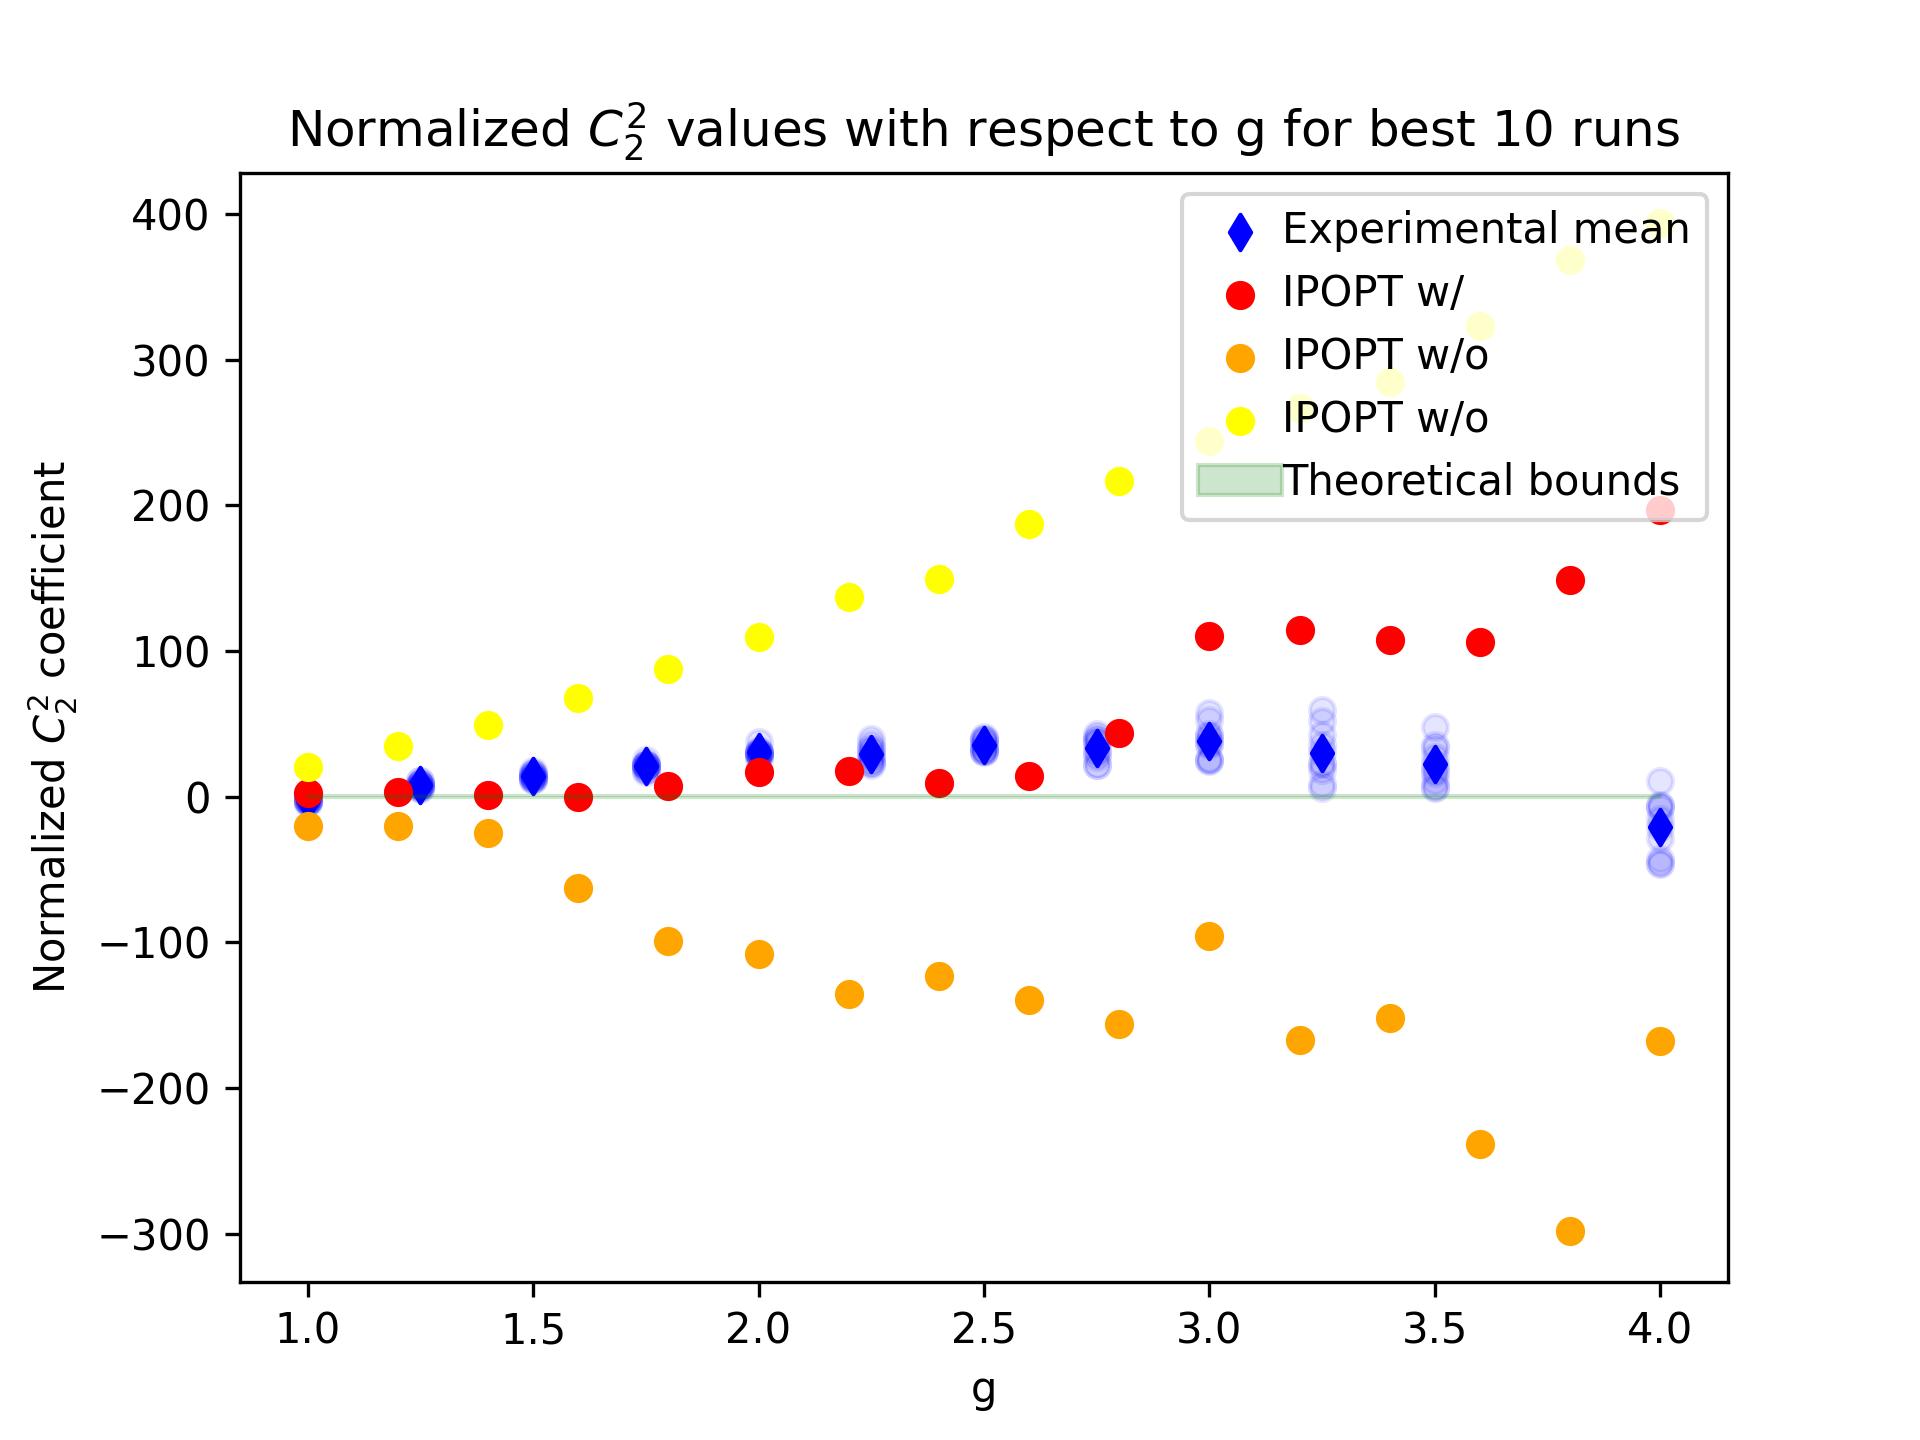 Normalized $C_2^2$ values with respect to g for best 10 runs
Normalized $C_2^2$ coefficient
400
300
200
100
0
−100
−200
−300
Experimental mean
IPOPT w/
IPOPT w/o
IPOPT w/o
Theoretical bounds
1.0 1.5 2.0 2.5 3.0 3.5 4.0
g